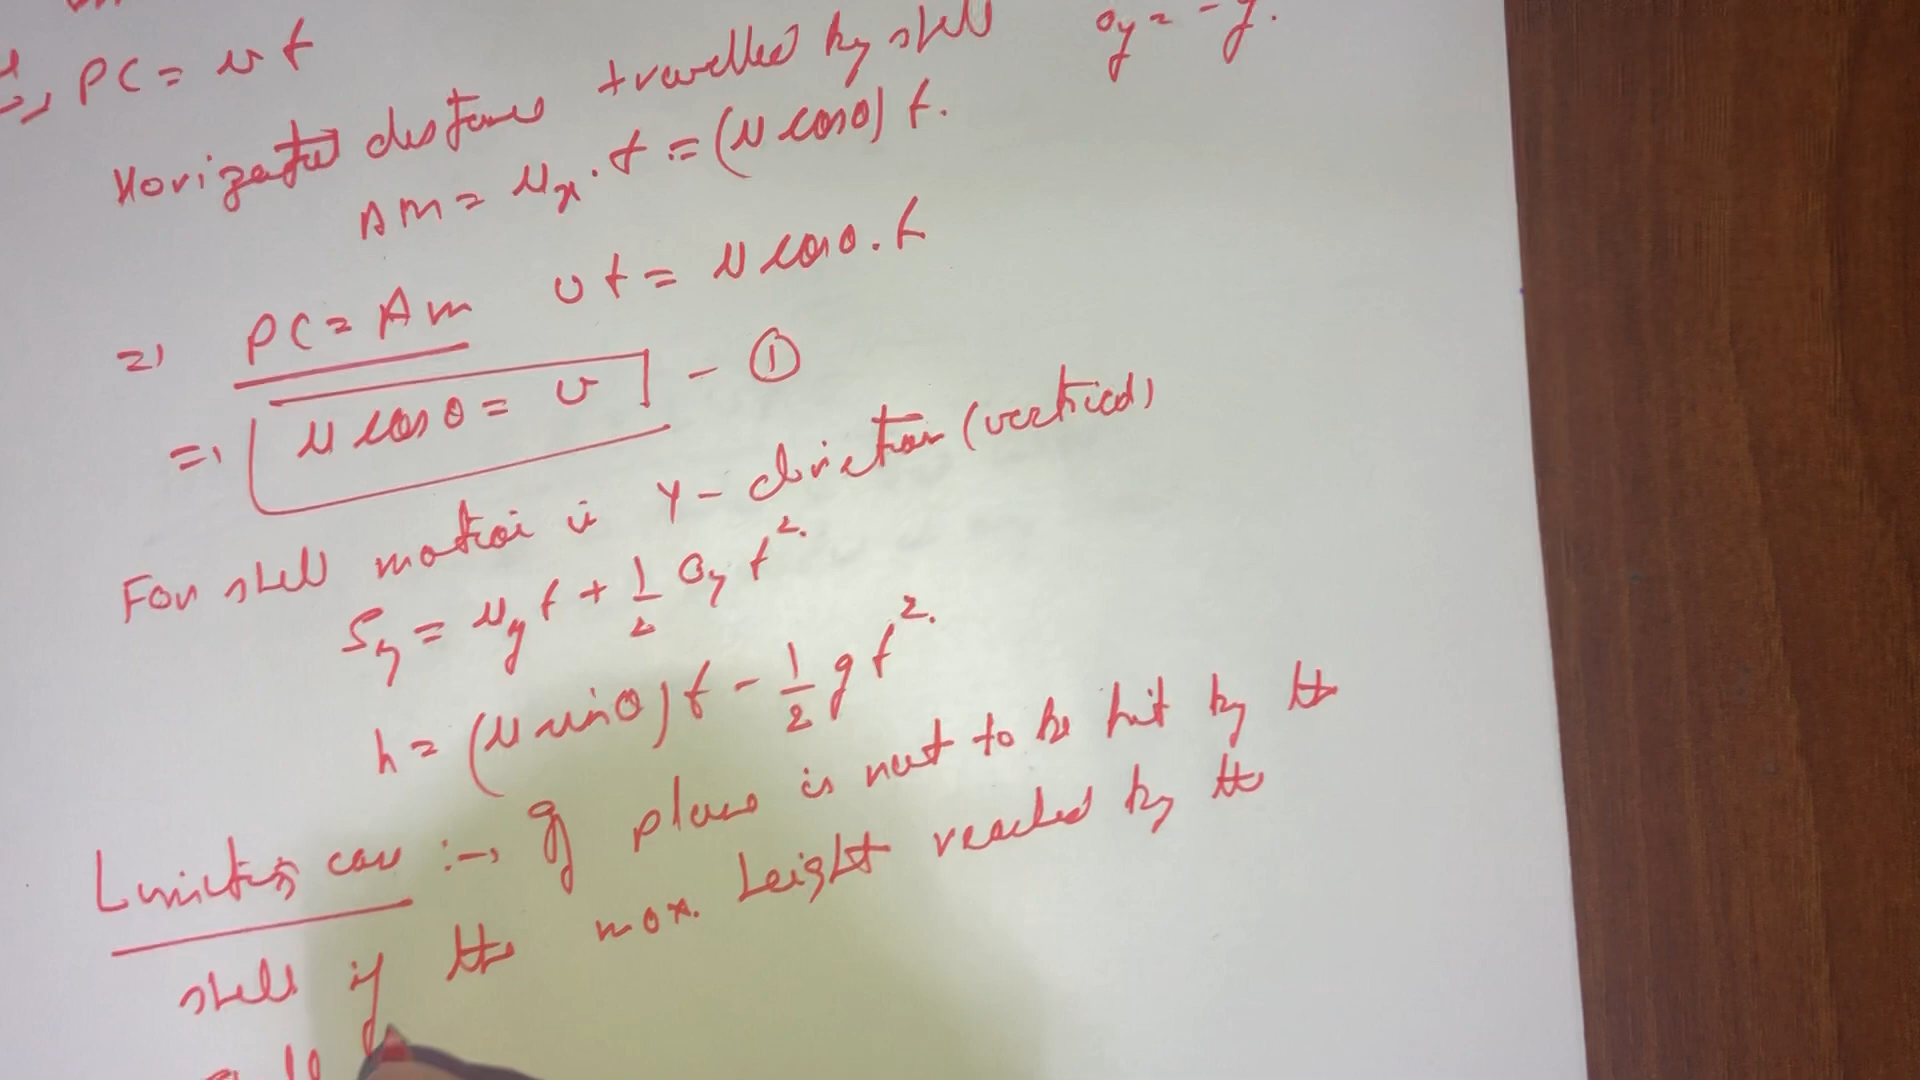 ⇒ PC = vt
Horizontal distance travelled by shell
ay = -g.
AM = ux . t = (u cosθ) t.
⇒ PC = AM vt = u cosθ . t
⇒ u cosθ = v - ①
For shell motion in Y - direction (vertical)
Sy = uy t + 1/2 ay t².
h = (u sinθ) t - 1/2 g t².
Limiting case :→ If plane is not to be hit by the
shell if the max. height reached by the